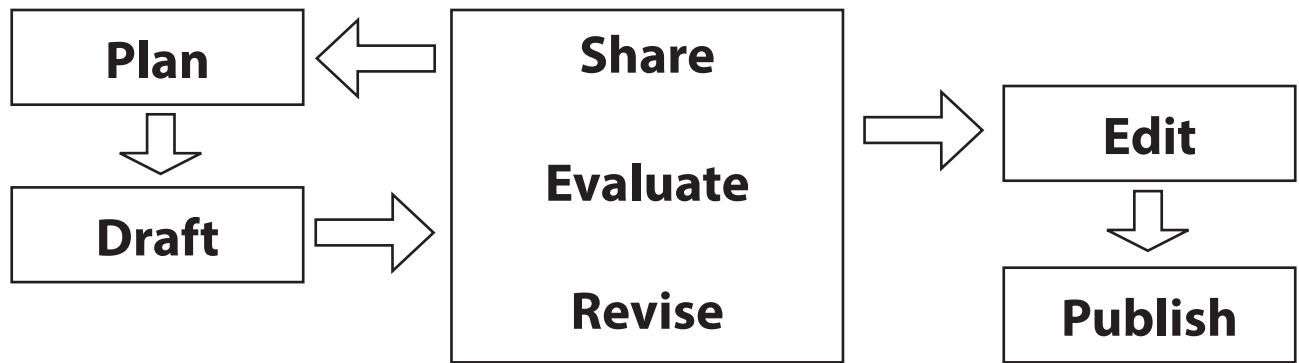 Plan
Draft
Share
Evaluate
Revise
Edit
Publish